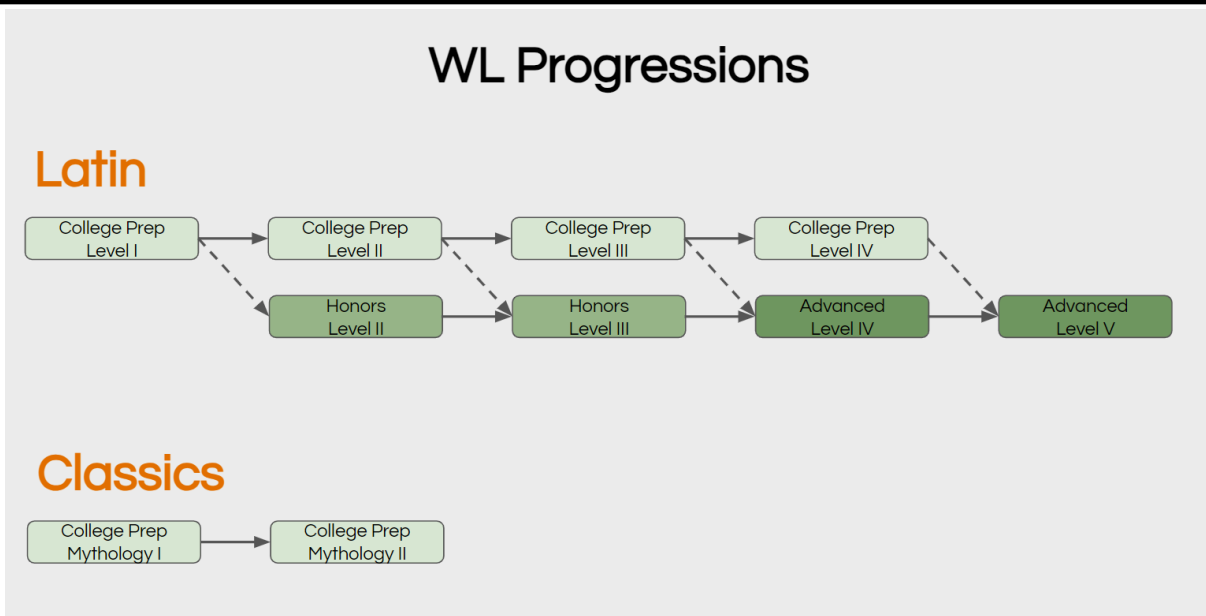 WL Progressions
Latin
College Prep
Level I
College Prep
Level II
College Prep
Level III
College Prep
Level IV
Honors
Level II
Honors
Level III
Advanced
Level IV
Advanced
Level V
Classics
College Prep
Mythology I
College Prep
Mythology II